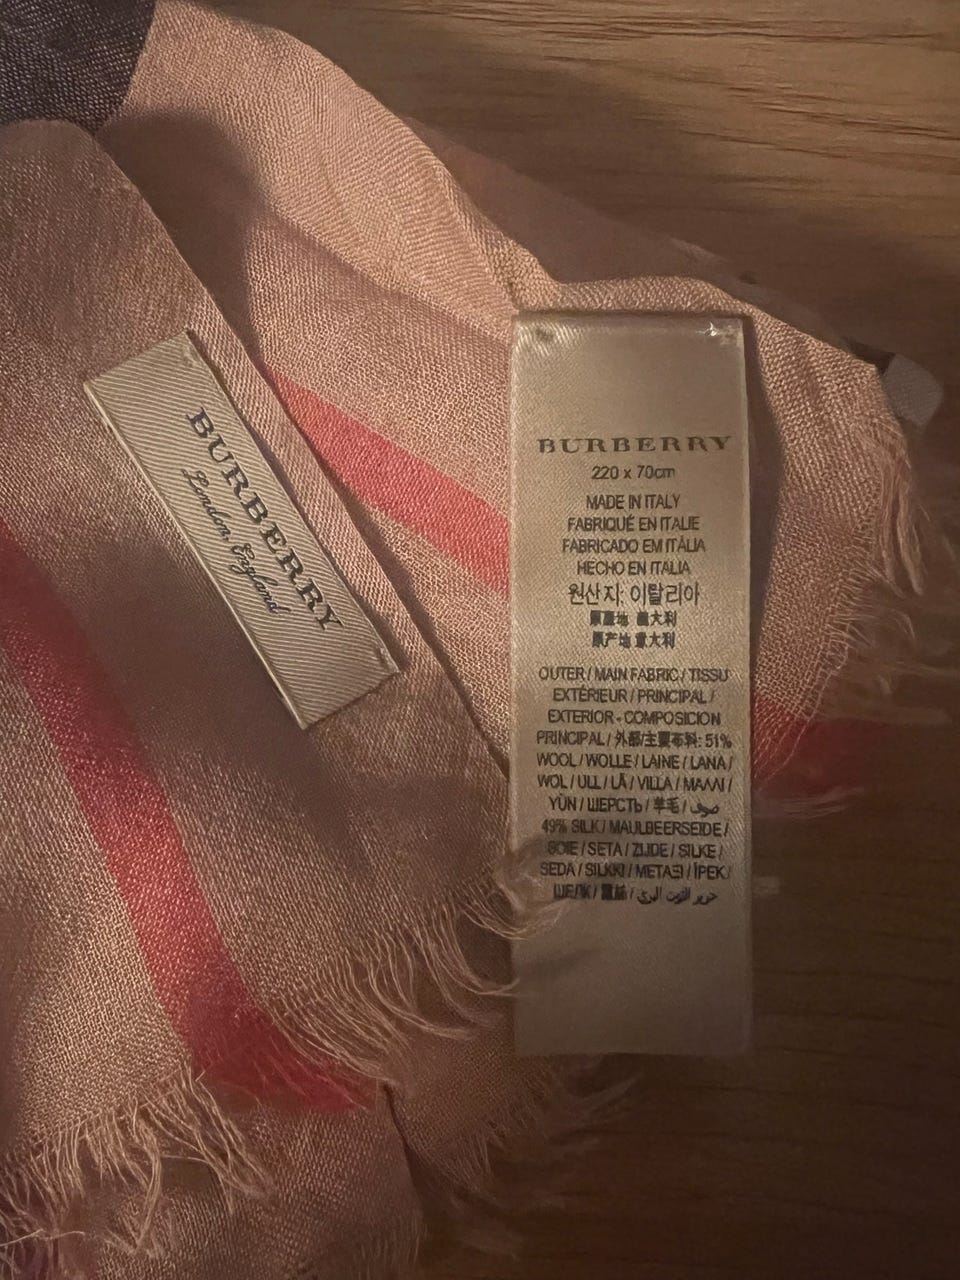 BURBERRY
London, England
BURBERRY
220 x 70cm
MADE IN ITALY
FABRIQUÉ EN ITALIE
FABRICADO EM ITÁLIA
HECHO EN ITALIA
원산지: 이탈리아
原產地 義大利
原产地 意大利
OUTER / MAIN FABRIC / TISSU
EXTÉRIEUR / PRINCIPAL /
EXTERIOR - COMPOSICION
PRINCIPAL / 外部/主要布料: 51%
WOOL / WOLLE / LAINE / LANA /
WOL / ULL / LÃ / VILLA / ΜΑΛΛΙ /
YÜN / ШЕРСТЬ / 羊毛 / صوف
49% SILK / MAULBEERSEIDE /
SOIE / SETA / ZIJDE / SILKE /
SEDA / SILKKI / ΜΕΤΑΞΙ / İPEK /
ШЕЛК / / حرير التوت البري